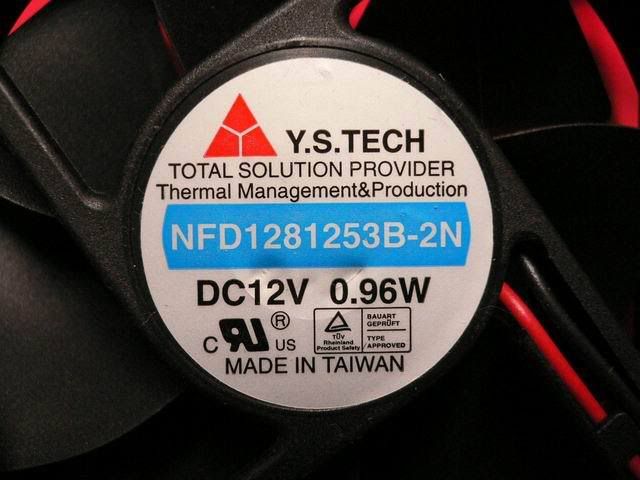 Y.S.TECH
TOTAL SOLUTION PROVIDER
Thermal Management&Production
NFD1281253B-2N
DC12V 0.96W
C RU ® US
TÜV
Rheinland
Product Safety
BAUART
GEPRÜFT
TYPE
APPROVED
MADE IN TAIWAN